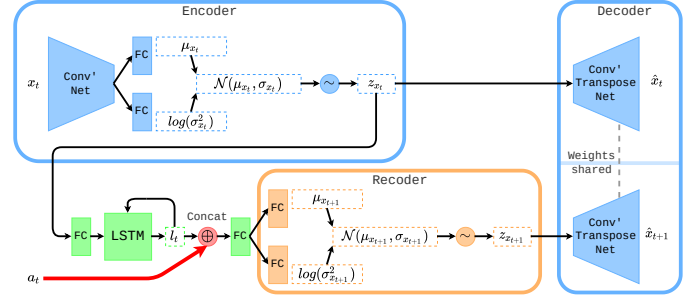 Encoder
Decoder
x_t
Conv'
Net
FC
μ_{x_t}
FC
log(σ²_{x_t})
𝒩(μ_{x_t}, σ_{x_t})
~
z_{x_t}
Conv'
Transpose
Net
x̂_t
Weights
shared
Recoder
FC
LSTM
l_t
Concat
⊕
FC
a_t
FC
μ_{x_{t+1}}
FC
log(σ²_{x_{t+1}})
𝒩(μ_{x_{t+1}}, σ_{x_{t+1}})
~
z_{x_{t+1}}
Conv'
Transpose
Net
x̂_{t+1}